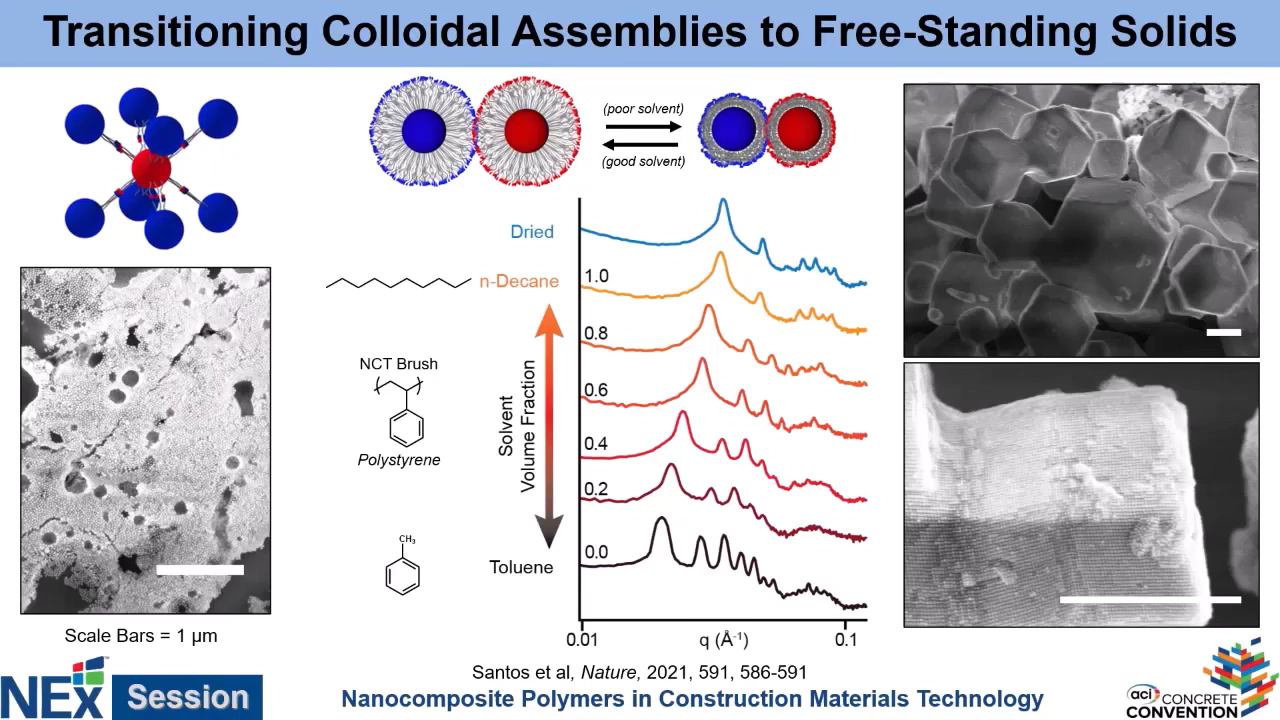 Transitioning Colloidal Assemblies to Free-Standing Solids
(poor solvent)
(good solvent)
Dried
n-Decane
1.0
0.8
NCT Brush
0.6
Solvent
Volume Fraction
Polystyrene
0.4
0.2
CH₃
0.0
Toluene
Scale Bars = 1 µm
0.01
q (Å⁻¹)
0.1
Santos et al, Nature, 2021, 591, 586-591
NEx Session
™
Nanocomposite Polymers in Construction Materials Technology
aci CONCRETE
CONVENTION